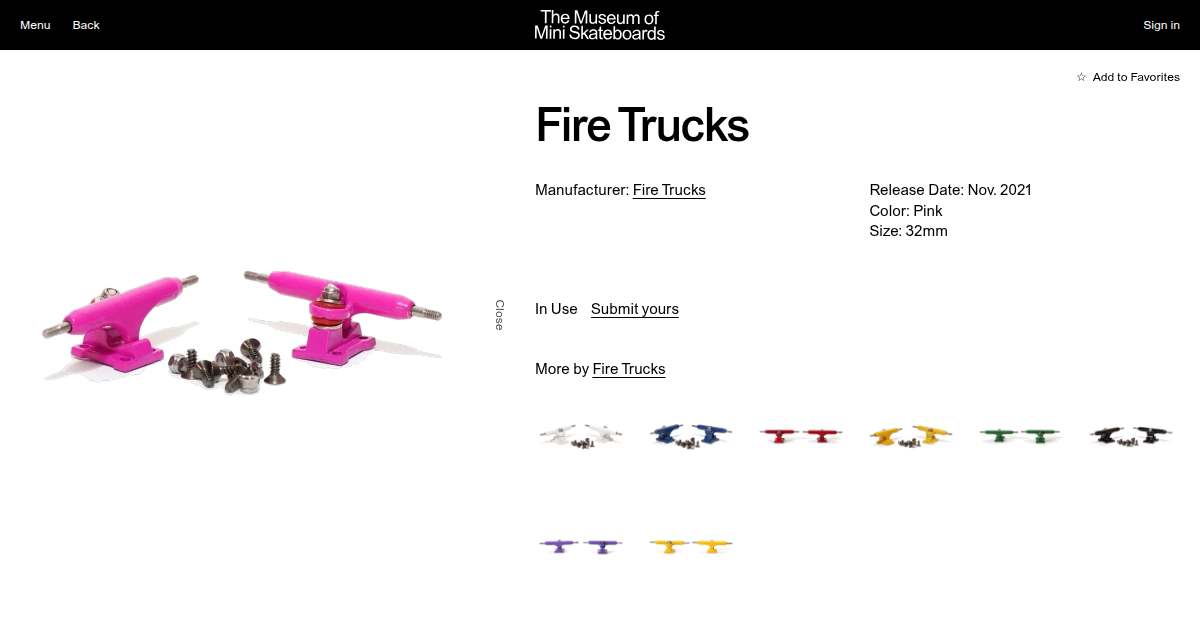 Menu Back
The Museum of
Mini Skateboards
Sign in
☆ Add to Favorites
Fire Trucks
Manufacturer: Fire Trucks
Release Date: Nov. 2021
Color: Pink
Size: 32mm
Close
In Use Submit yours
More by Fire Trucks